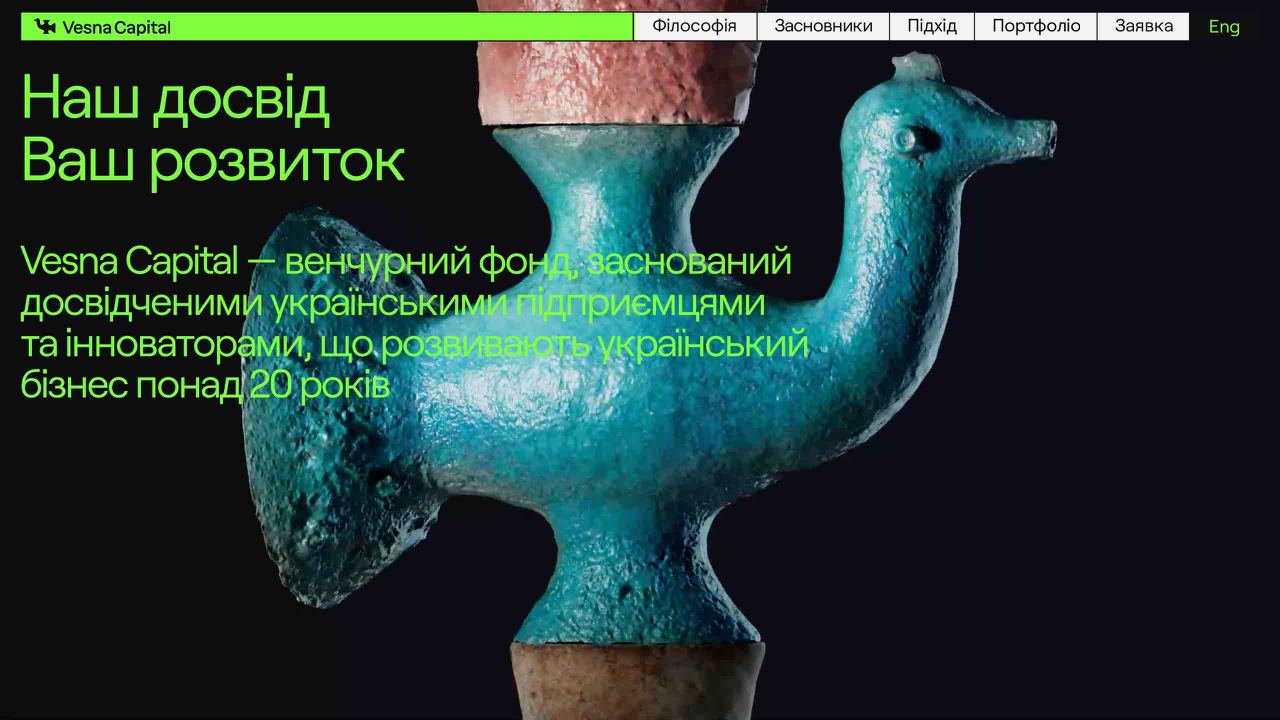 Vesna Capital
Філософія
Засновники
Підхід
Портфоліо
Заявка
Eng
Наш досвід
Ваш розвиток
Vesna Capital — венчурний фонд, заснований
досвідченими українськими підприємцями
та інноваторами, що розвивають український
бізнес понад 20 років